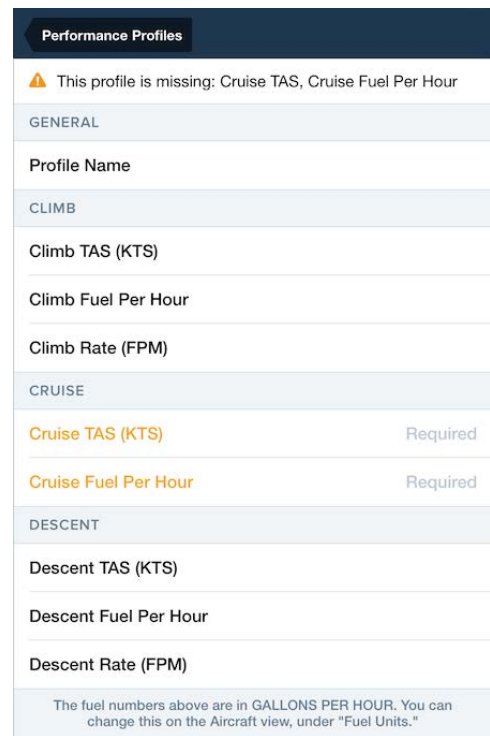 Performance Profiles
This profile is missing: Cruise TAS, Cruise Fuel Per Hour
GENERAL
Profile Name
CLIMB
Climb TAS (KTS)
Climb Fuel Per Hour
Climb Rate (FPM)
CRUISE
Cruise TAS (KTS) Required
Cruise Fuel Per Hour Required
DESCENT
Descent TAS (KTS)
Descent Fuel Per Hour
Descent Rate (FPM)
The fuel numbers above are in GALLONS PER HOUR. You can
change this on the Aircraft view, under "Fuel Units."